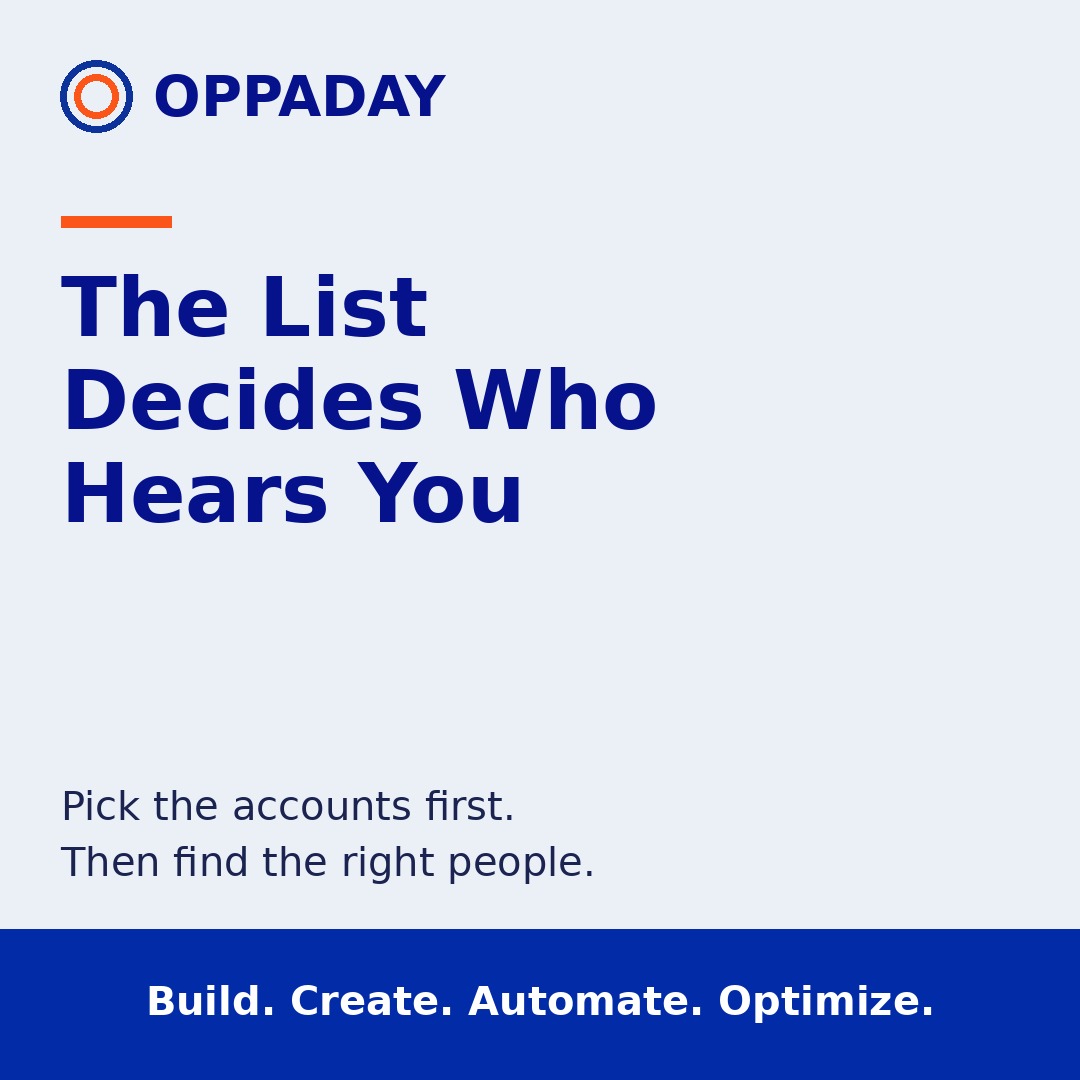 OPPADAY
The List
Decides Who
Hears You
Pick the accounts first.
Then find the right people.
Build. Create. Automate. Optimize.